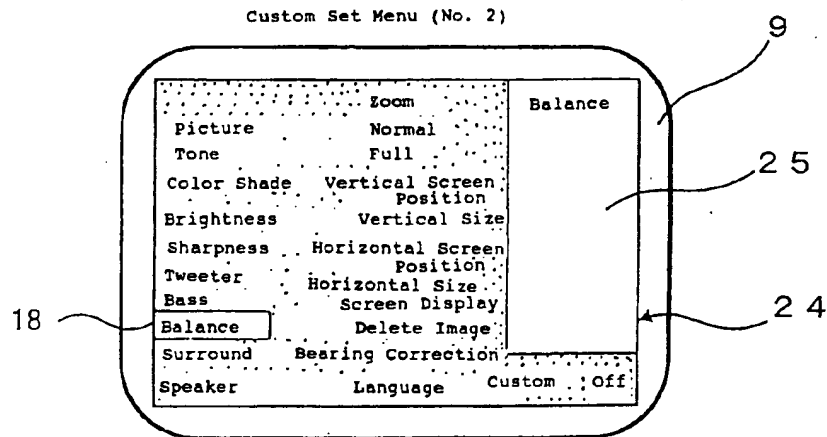 Custom Set Menu (No. 2)
9
Zoom
Balance
Picture Normal
Tone Full
25
Color Shade Vertical Screen
Position
Brightness Vertical Size
Sharpness Horizontal Screen
Position
Tweeter
Horizontal Size
Bass Screen Display
18
Balance Delete Image
24
Surround Bearing Correction
Speaker Language Custom Off